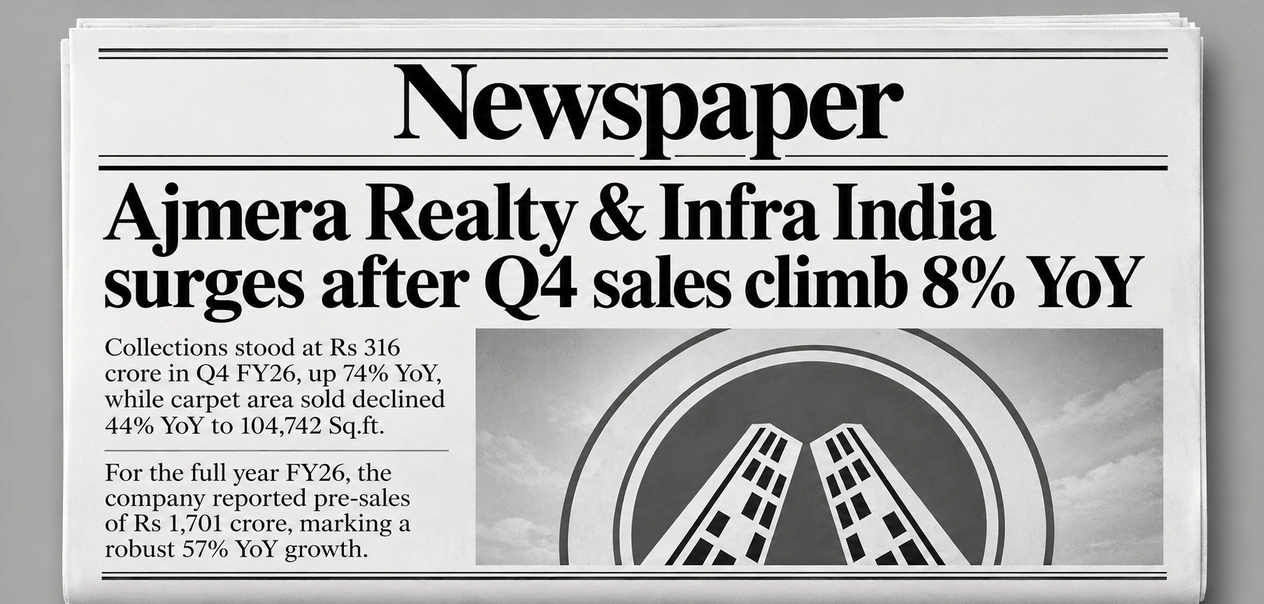 Newspaper
Ajmera Realty & Infra India
surges after Q4 sales climb 8% YoY
Collections stood at Rs 316
crore in Q4 FY26, up 74% YoY,
while carpet area sold declined
44% YoY to 104,742 Sq.ft.
For the full year FY26, the
company reported pre-sales
of Rs 1,701 crore, marking a
robust 57% YoY growth.